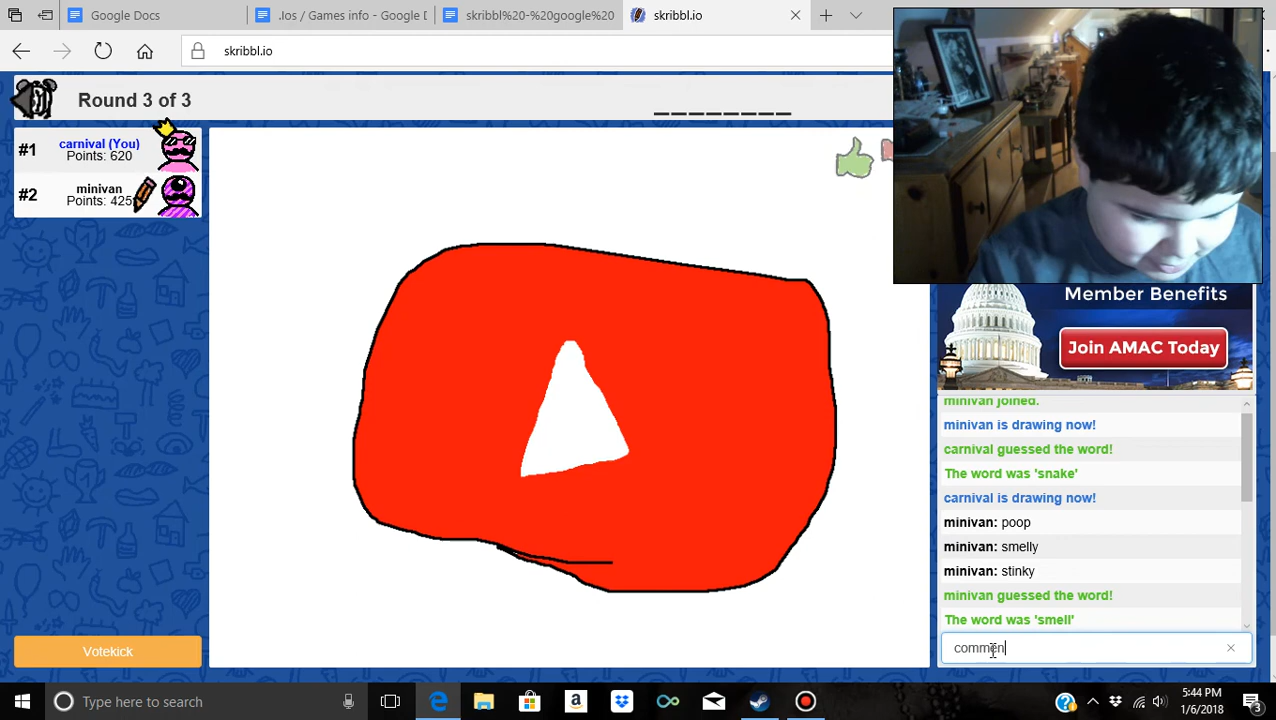 Google Docs
.Ios / Games info - Google D
skribbl%20-%20google%20
skribbl.io
skribbl.io
Round 3 of 3
________
#1
carnival (You)
Points: 620
#2
minivan
Points: 425
Member Benefits
Join AMAC Today
minivan joined.
minivan is drawing now!
carnival guessed the word!
The word was 'snake'
carnival is drawing now!
minivan: poop
minivan: smelly
minivan: stinky
minivan guessed the word!
The word was 'smell'
commen
Votekick
Type here to search
5:44 PM
1/6/2018
3